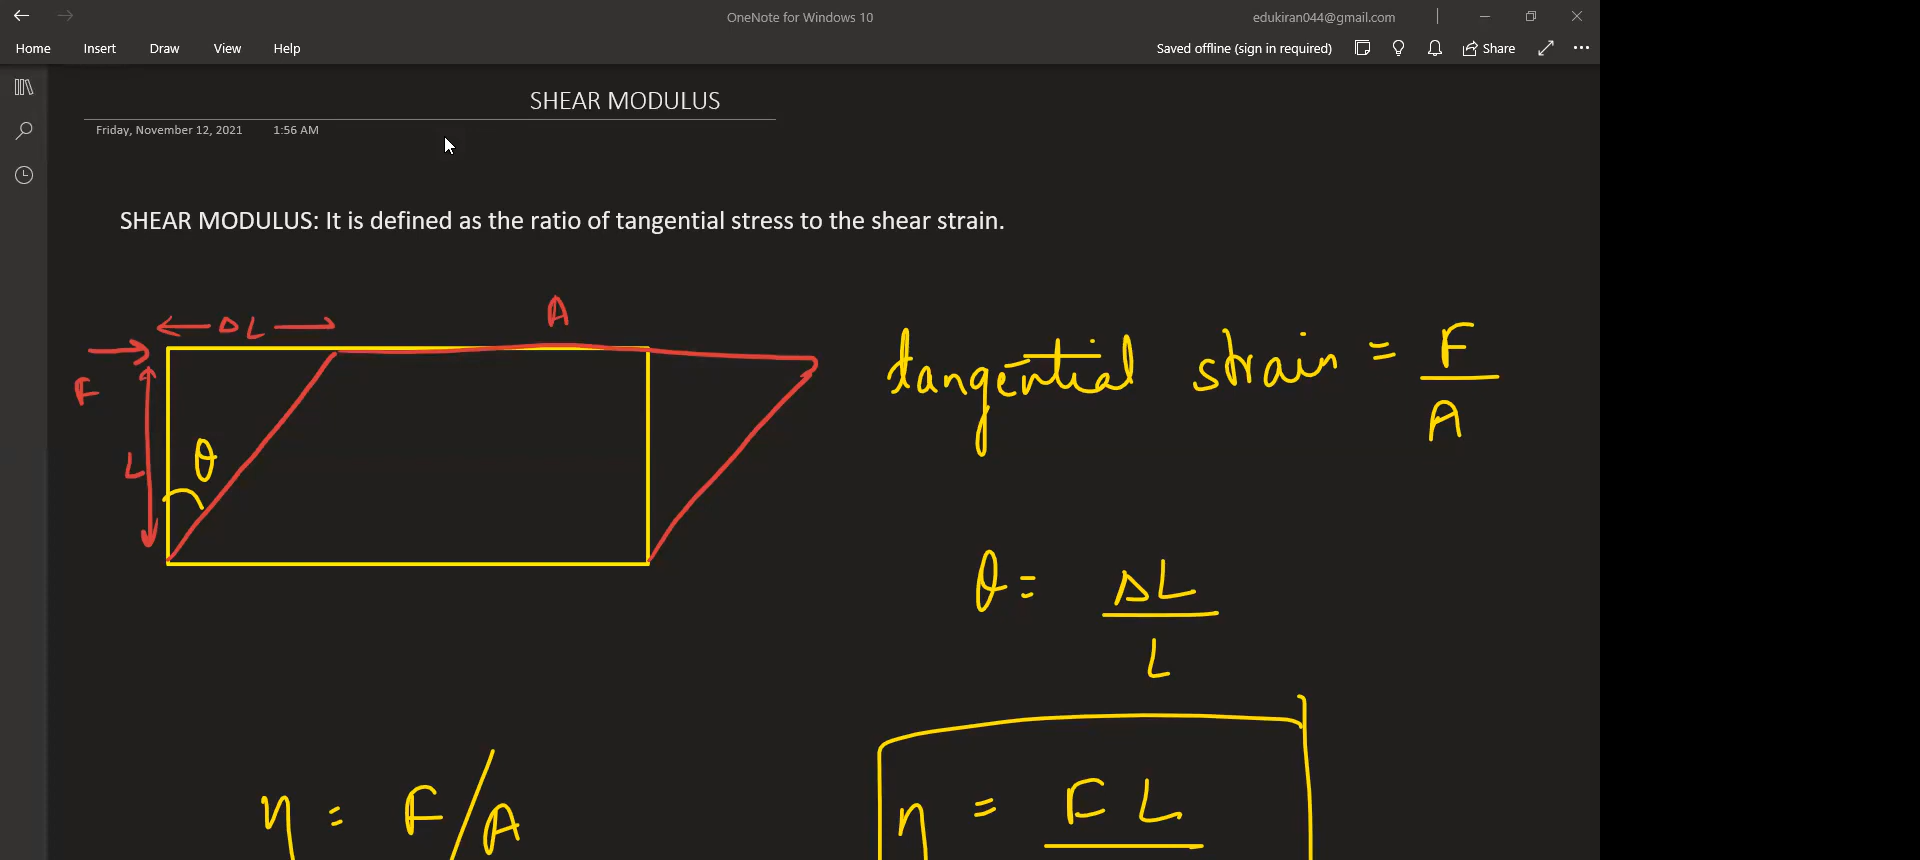 OneNote for Windows 10
edukiran044@gmail.com
Home Insert Draw View Help
Saved offline (sign in required) Share
SHEAR MODULUS
Friday, November 12, 2021 1:56 AM
SHEAR MODULUS: It is defined as the ratio of tangential stress to the shear strain.
ΔL
A
F
L
θ
tangential strain = F/A
θ = ΔL/L
η = F/A
η = FL